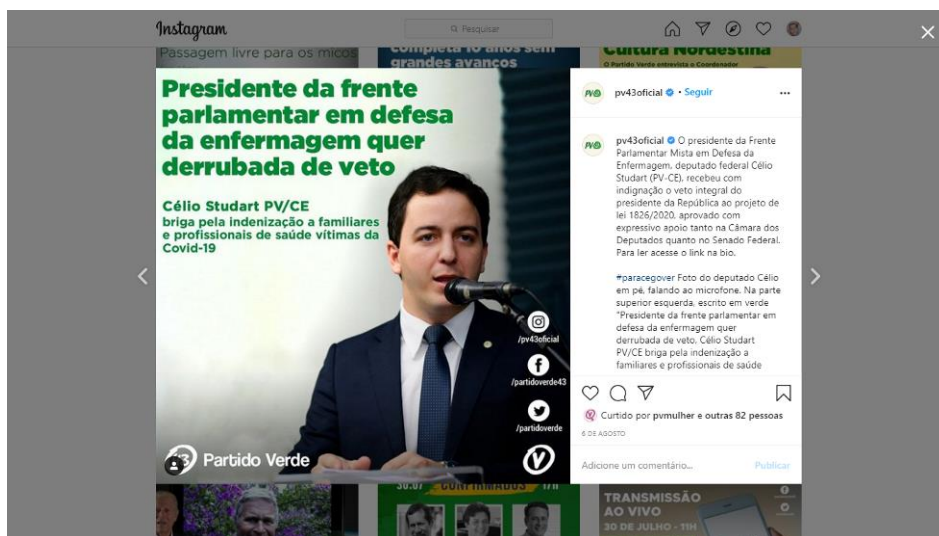 Instagram
Pesquisar
Passagem livre para os micos
completa 10 anos sem
grandes avanços
Cultura Nordestina
O Partido Verde entrevista o Coordenador
Presidente da frente
parlamentar em defesa
da enfermagem quer
derrubada de veto
Célio Studart PV/CE
briga pela indenização a familiares
e profissionais de saúde vítimas da
Covid-19
/pv43oficial
/partidoverde43
/partidoverde
Partido Verde
pv43oficial • Seguir
pv43oficial O presidente da Frente
Parlamentar Mista em Defesa da
Enfermagem, deputado federal Célio
Studart (PV-CE), recebeu com
indignação o veto integral do
presidente da República ao projeto de
lei 1826/2020, aprovado com
expressivo apoio tanto na Câmara dos
Deputados quanto no Senado Federal.
Para ler acesse o link na bio.
#paracegover Foto do deputado Célio
em pé, falando ao microfone. Na parte
superior esquerda, escrito em verde
"Presidente da frente parlamentar em
defesa da enfermagem quer
derrubada de veto. Célio Studart
PV/CE briga pela indenização a
familiares e profissionais de saúde
Curtido por pvmulher e outras 82 pessoas
6 DE AGOSTO
Adicione um comentário... Publicar
30.07 CONFIRMADOS 17H
TRANSMISSÃO
AO VIVO
30 DE JULHO - 11H